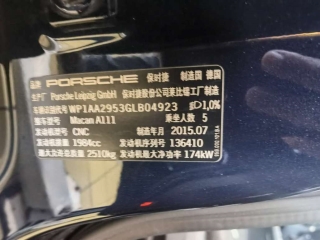 品牌 PORSCHE 保时捷 制造国 德国
生产厂 Porsche Leipzig GmbH 保时捷股份公司莱比锡工厂制造
车辆识别代号 WP1AA2953GLB04923 g▷1,0%
整车型号 Macan A111 乘坐人数 5
发动机型号 CNC 制造年月 2015.07
发动机排量 1984cc 发动机序号 136410
最大允许总质量 2510kg 发动机最大净功率 174kW